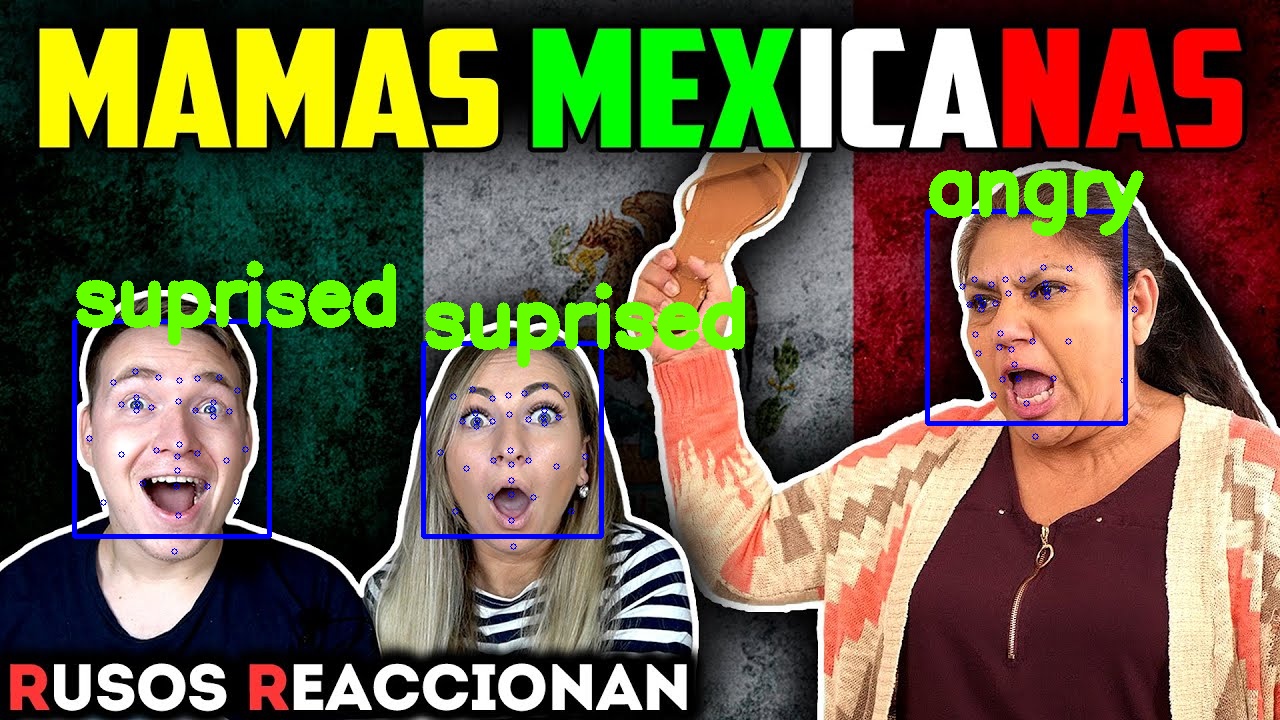 MAMAS MEXICANAS
angry
suprised
suprised
RUSOS REACCIONAN